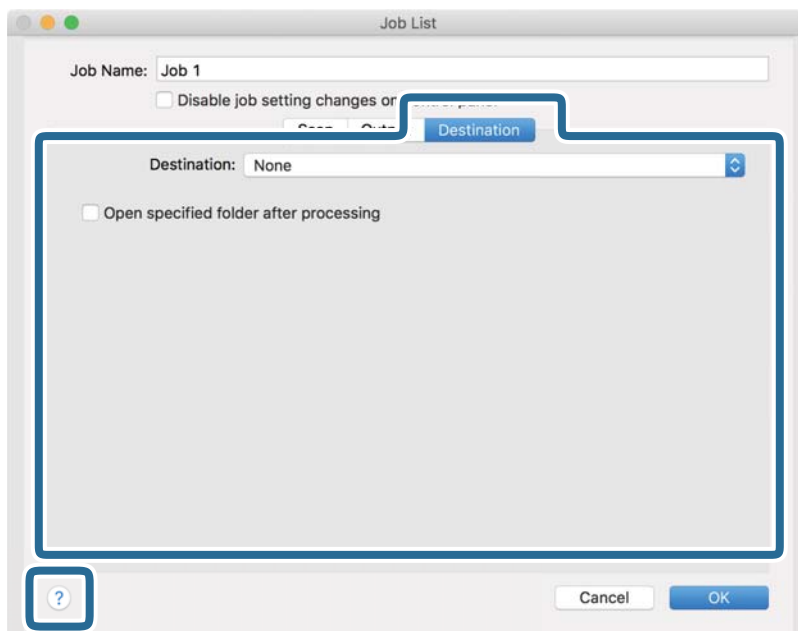 Job List
Job Name: Job 1
Disable job setting changes on
Destination
Destination: None
Open specified folder after processing
? Cancel OK